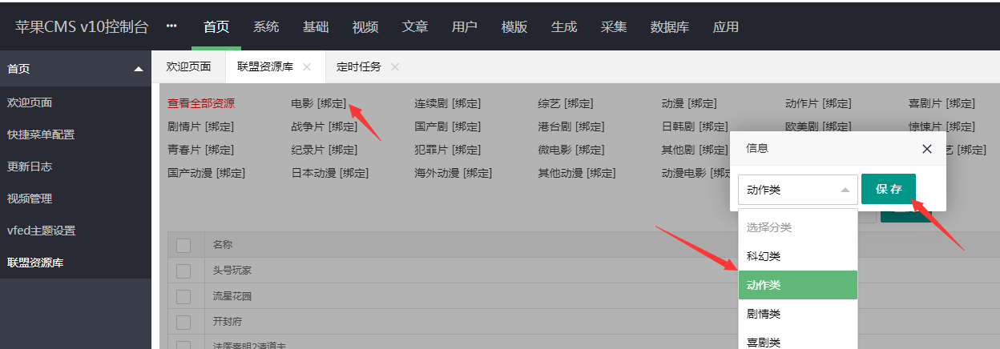 苹果CMS v10控制台 ··· 首页 系统 基础 视频 文章 用户 模版 生成 采集 数据库 应用
首页
欢迎页面
快捷菜单配置
更新日志
视频管理
vfed主题设置
联盟资源库
欢迎页面 联盟资源库 定时任务
查看全部资源 电影 [绑定] 连续剧 [绑定] 综艺 [绑定] 动漫 [绑定] 动作片 [绑定] 喜剧片 [绑定]
剧情片 [绑定] 战争片 [绑定] 国产剧 [绑定] 港台剧 [绑定] 日韩剧 [绑定] 欧美剧 [绑定] 惊悚片 [绑定]
青春片 [绑定] 纪录片 [绑定] 犯罪片 [绑定] 微电影 [绑定] 其他剧 [绑定] 艺 [绑定]
国产动漫 [绑定] 日本动漫 [绑定] 海外动漫 [绑定] 其他动漫 [绑定] 动漫电影 [绑定
信息
动作类 保 存
选择分类
科幻类
动作类
剧情类
喜剧类
名称
头号玩家
流星花园
开封府
法医秦明2清道夫